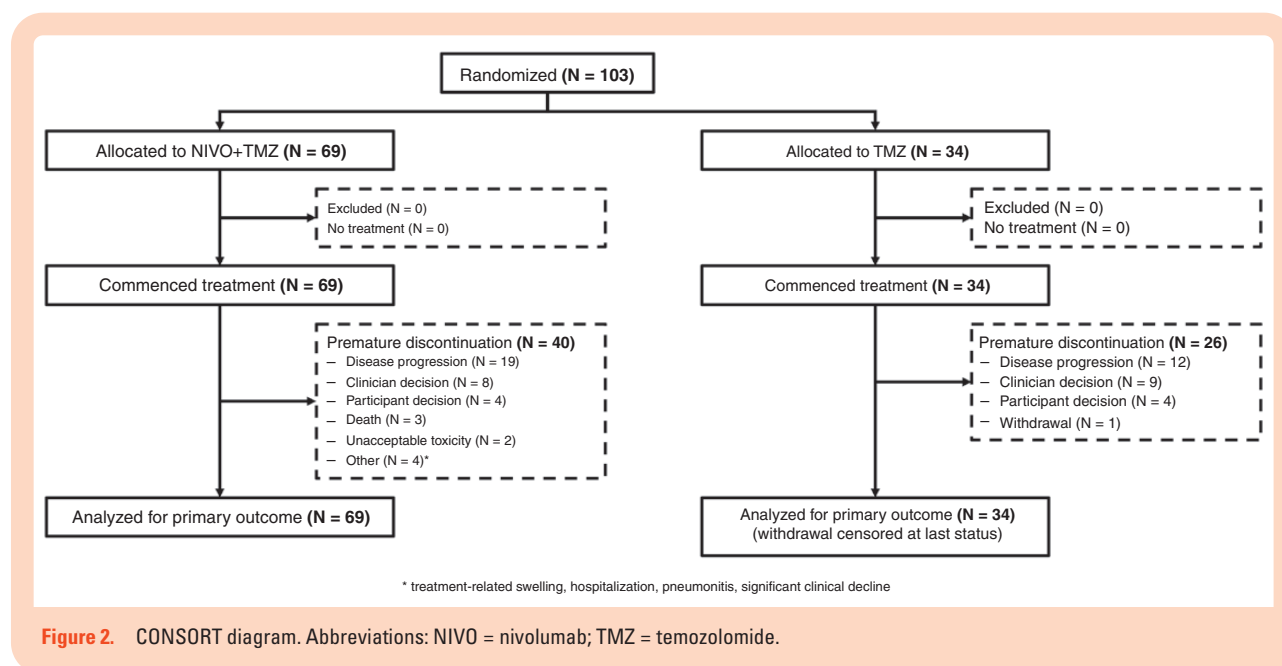 Randomized (N = 103)
Allocated to NIVO+TMZ (N = 69)
Excluded (N = 0)
No treatment (N = 0)
Commenced treatment (N = 69)
Premature discontinuation (N = 40)
– Disease progression (N = 19)
– Clinician decision (N = 8)
– Participant decision (N = 4)
– Death (N = 3)
– Unacceptable toxicity (N = 2)
– Other (N = 4)*
Analyzed for primary outcome (N = 69)
Allocated to TMZ (N = 34)
Excluded (N = 0)
No treatment (N = 0)
Commenced treatment (N = 34)
Premature discontinuation (N = 26)
– Disease progression (N = 12)
– Clinician decision (N = 9)
– Participant decision (N = 4)
– Withdrawal (N = 1)
Analyzed for primary outcome (N = 34)
(withdrawal censored at last status)
* treatment-related swelling, hospitalization, pneumonitis, significant clinical decline
Figure 2. CONSORT diagram. Abbreviations: NIVO = nivolumab; TMZ = temozolomide.